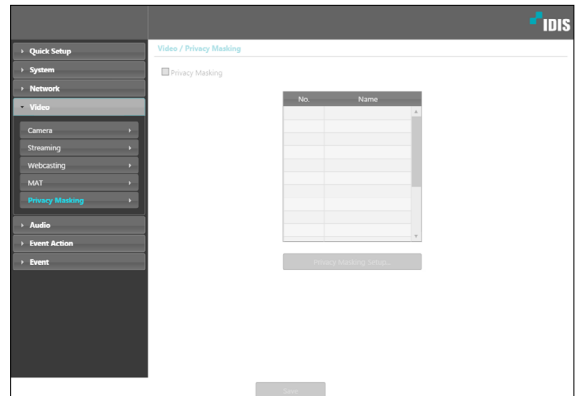 IDIS
Quick Setup
System
Network
Video
Camera
Streaming
Webcasting
MAT
Privacy Masking
Audio
Event Action
Event
Video / Privacy Masking
Privacy Masking
No. Name
Privacy Masking Setup...
Save